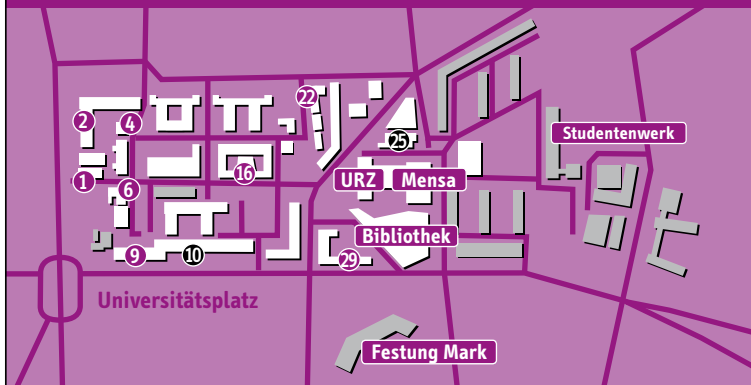 22
2
4
25
Studentenwerk
16
1
URZ
Mensa
6
Bibliothek
9
10
29
Universitätsplatz
Festung Mark